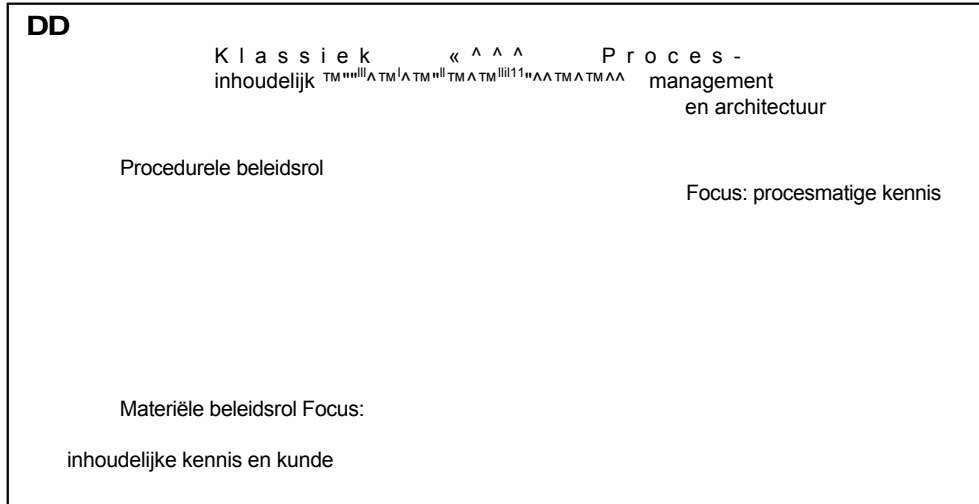 DD
Klassiek « ^ ^ ^ Proces-
inhoudelijk management
en architectuur
Procedurele beleidsrol
Focus: procesmatige kennis
Materiële beleidsrol Focus:
inhoudelijke kennis en kunde